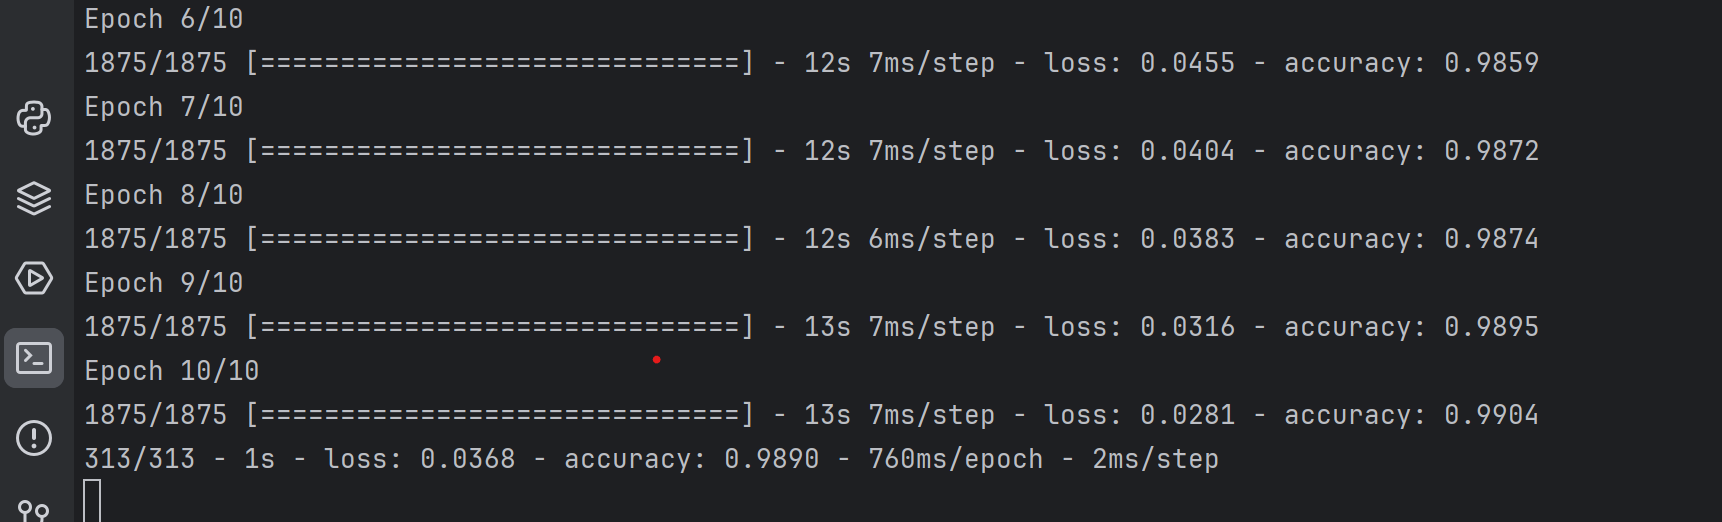 Epoch 6/10
1875/1875 [==============================] - 12s 7ms/step - loss: 0.0455 - accuracy: 0.9859
Epoch 7/10
1875/1875 [==============================] - 12s 7ms/step - loss: 0.0404 - accuracy: 0.9872
Epoch 8/10
1875/1875 [==============================] - 12s 6ms/step - loss: 0.0383 - accuracy: 0.9874
Epoch 9/10
1875/1875 [==============================] - 13s 7ms/step - loss: 0.0316 - accuracy: 0.9895
Epoch 10/10
1875/1875 [==============================] - 13s 7ms/step - loss: 0.0281 - accuracy: 0.9904
313/313 - 1s - loss: 0.0368 - accuracy: 0.9890 - 760ms/epoch - 2ms/step